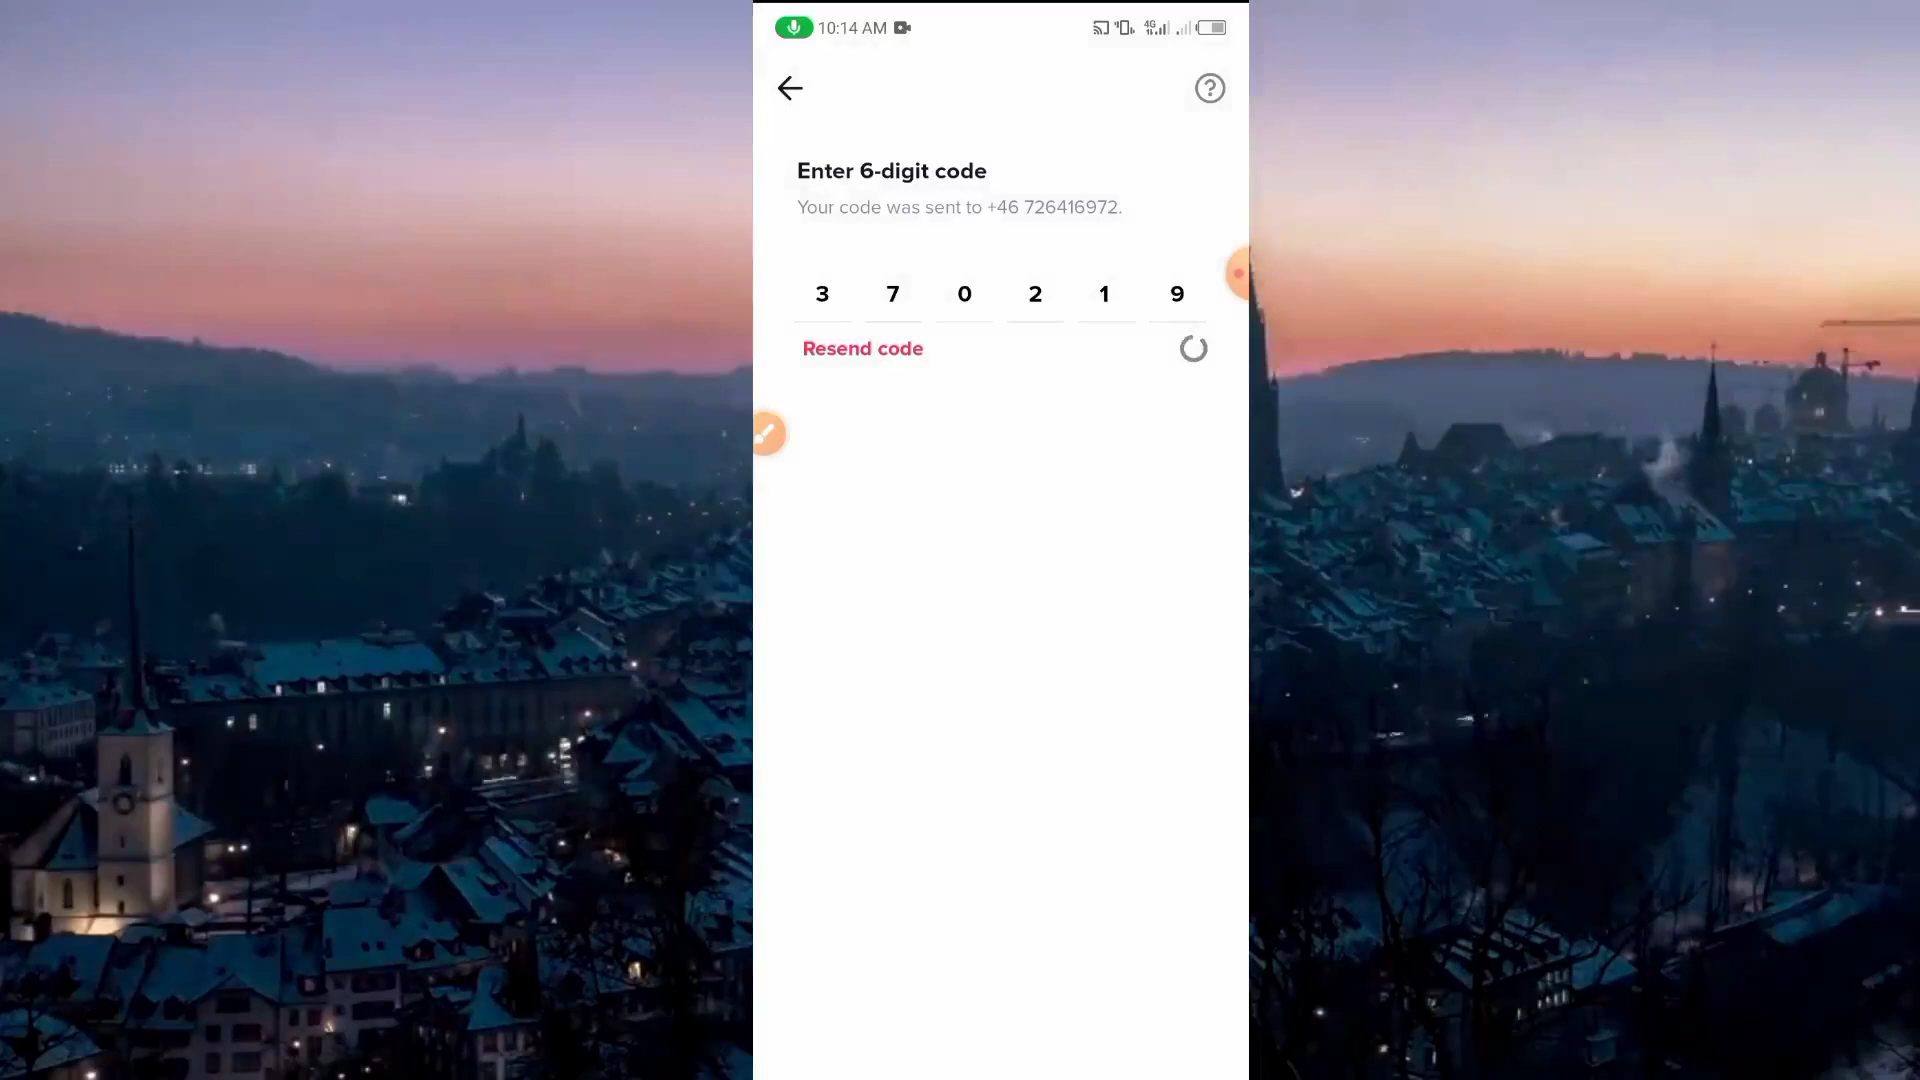 10:14 AM 4G
Enter 6-digit code
Your code was sent to +46 726416972.
3 7 0 2 1 9
Resend code